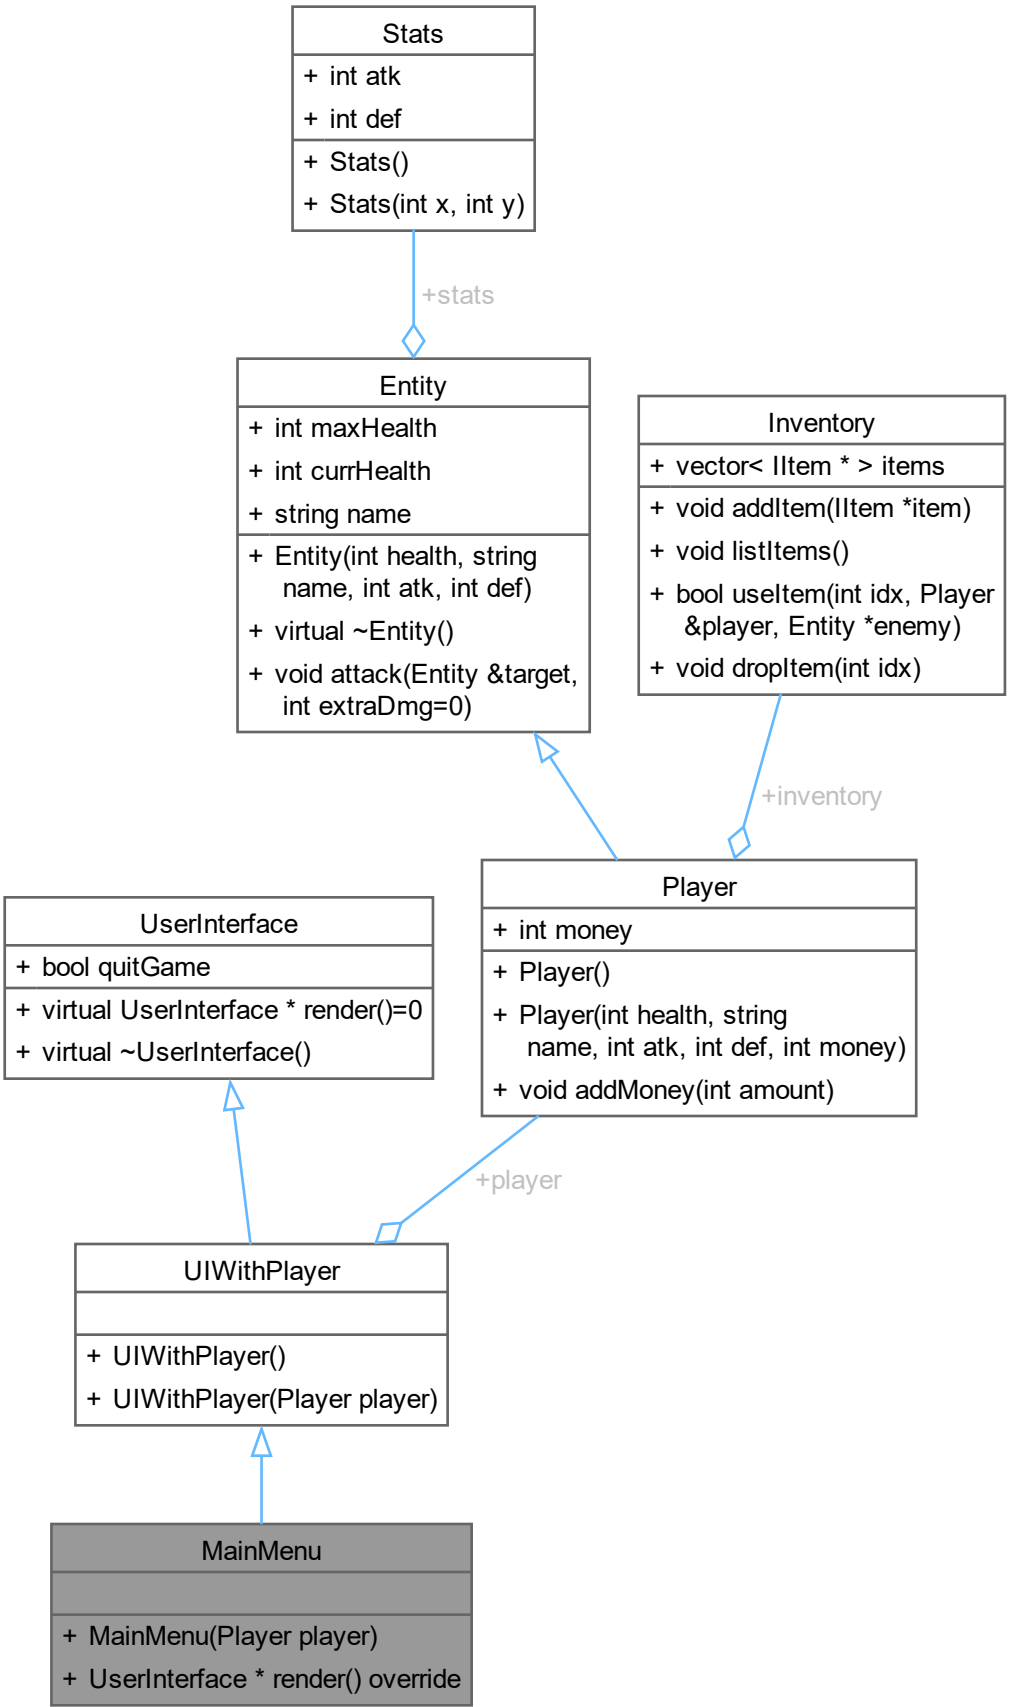 Stats
+ int atk
+ int def
+ Stats()
+ Stats(int x, int y)
+stats
Entity
+ int maxHealth
+ int currHealth
+ string name
+ Entity(int health, string
name, int atk, int def)
+ virtual ~Entity()
+ void attack(Entity &target,
int extraDmg=0)
Inventory
+ vector< IItem * > items
+ void addItem(IItem *item)
+ void listItems()
+ bool useItem(int idx, Player
&player, Entity *enemy)
+ void dropItem(int idx)
+inventory
Player
+ int money
+ Player()
+ Player(int health, string
name, int atk, int def, int money)
+ void addMoney(int amount)
UserInterface
+ bool quitGame
+ virtual UserInterface * render()=0
+ virtual ~UserInterface()
+player
UIWithPlayer
+ UIWithPlayer()
+ UIWithPlayer(Player player)
MainMenu
+ MainMenu(Player player)
+ UserInterface * render() override